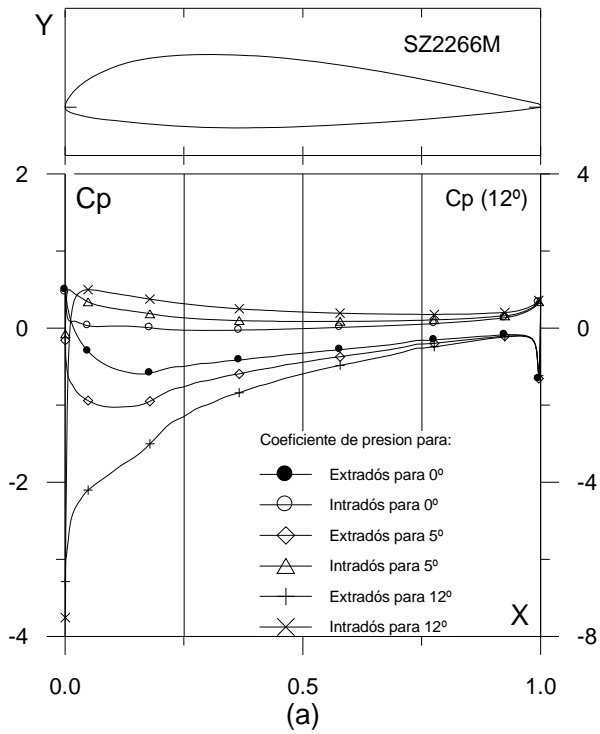 Y
SZ2266M
2
4
Cp
Cp (12º)
0
0
Coeficiente de presion para:
Extradós para 0º
Intradós para 0º
-2
-4
Extradós para 5º
Intradós para 5º
Extradós para 12º
Intradós para 12º
X
-4
-8
0.0
0.5
1.0
(a)